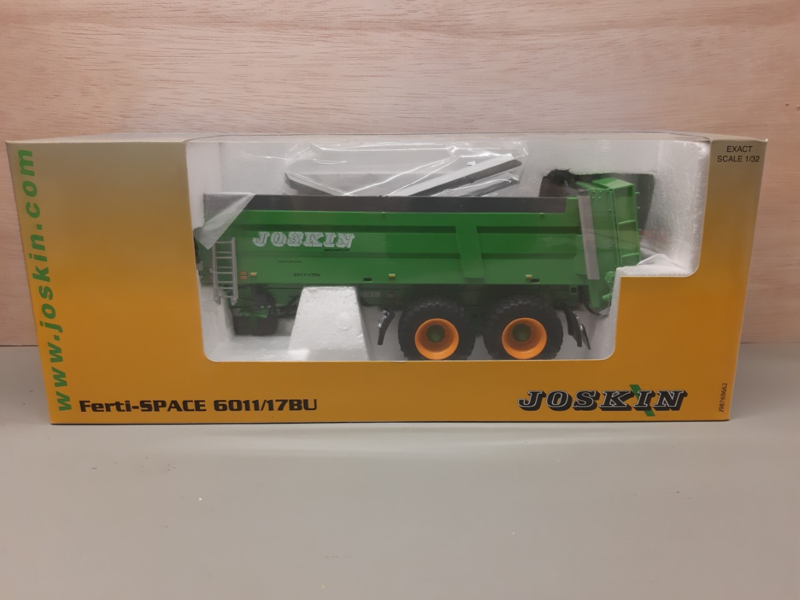 EXACT
SCALE 1/32
www.joskin.com
JOSKIN
Ferti-SPACE 6011/17BU
JOSKIN